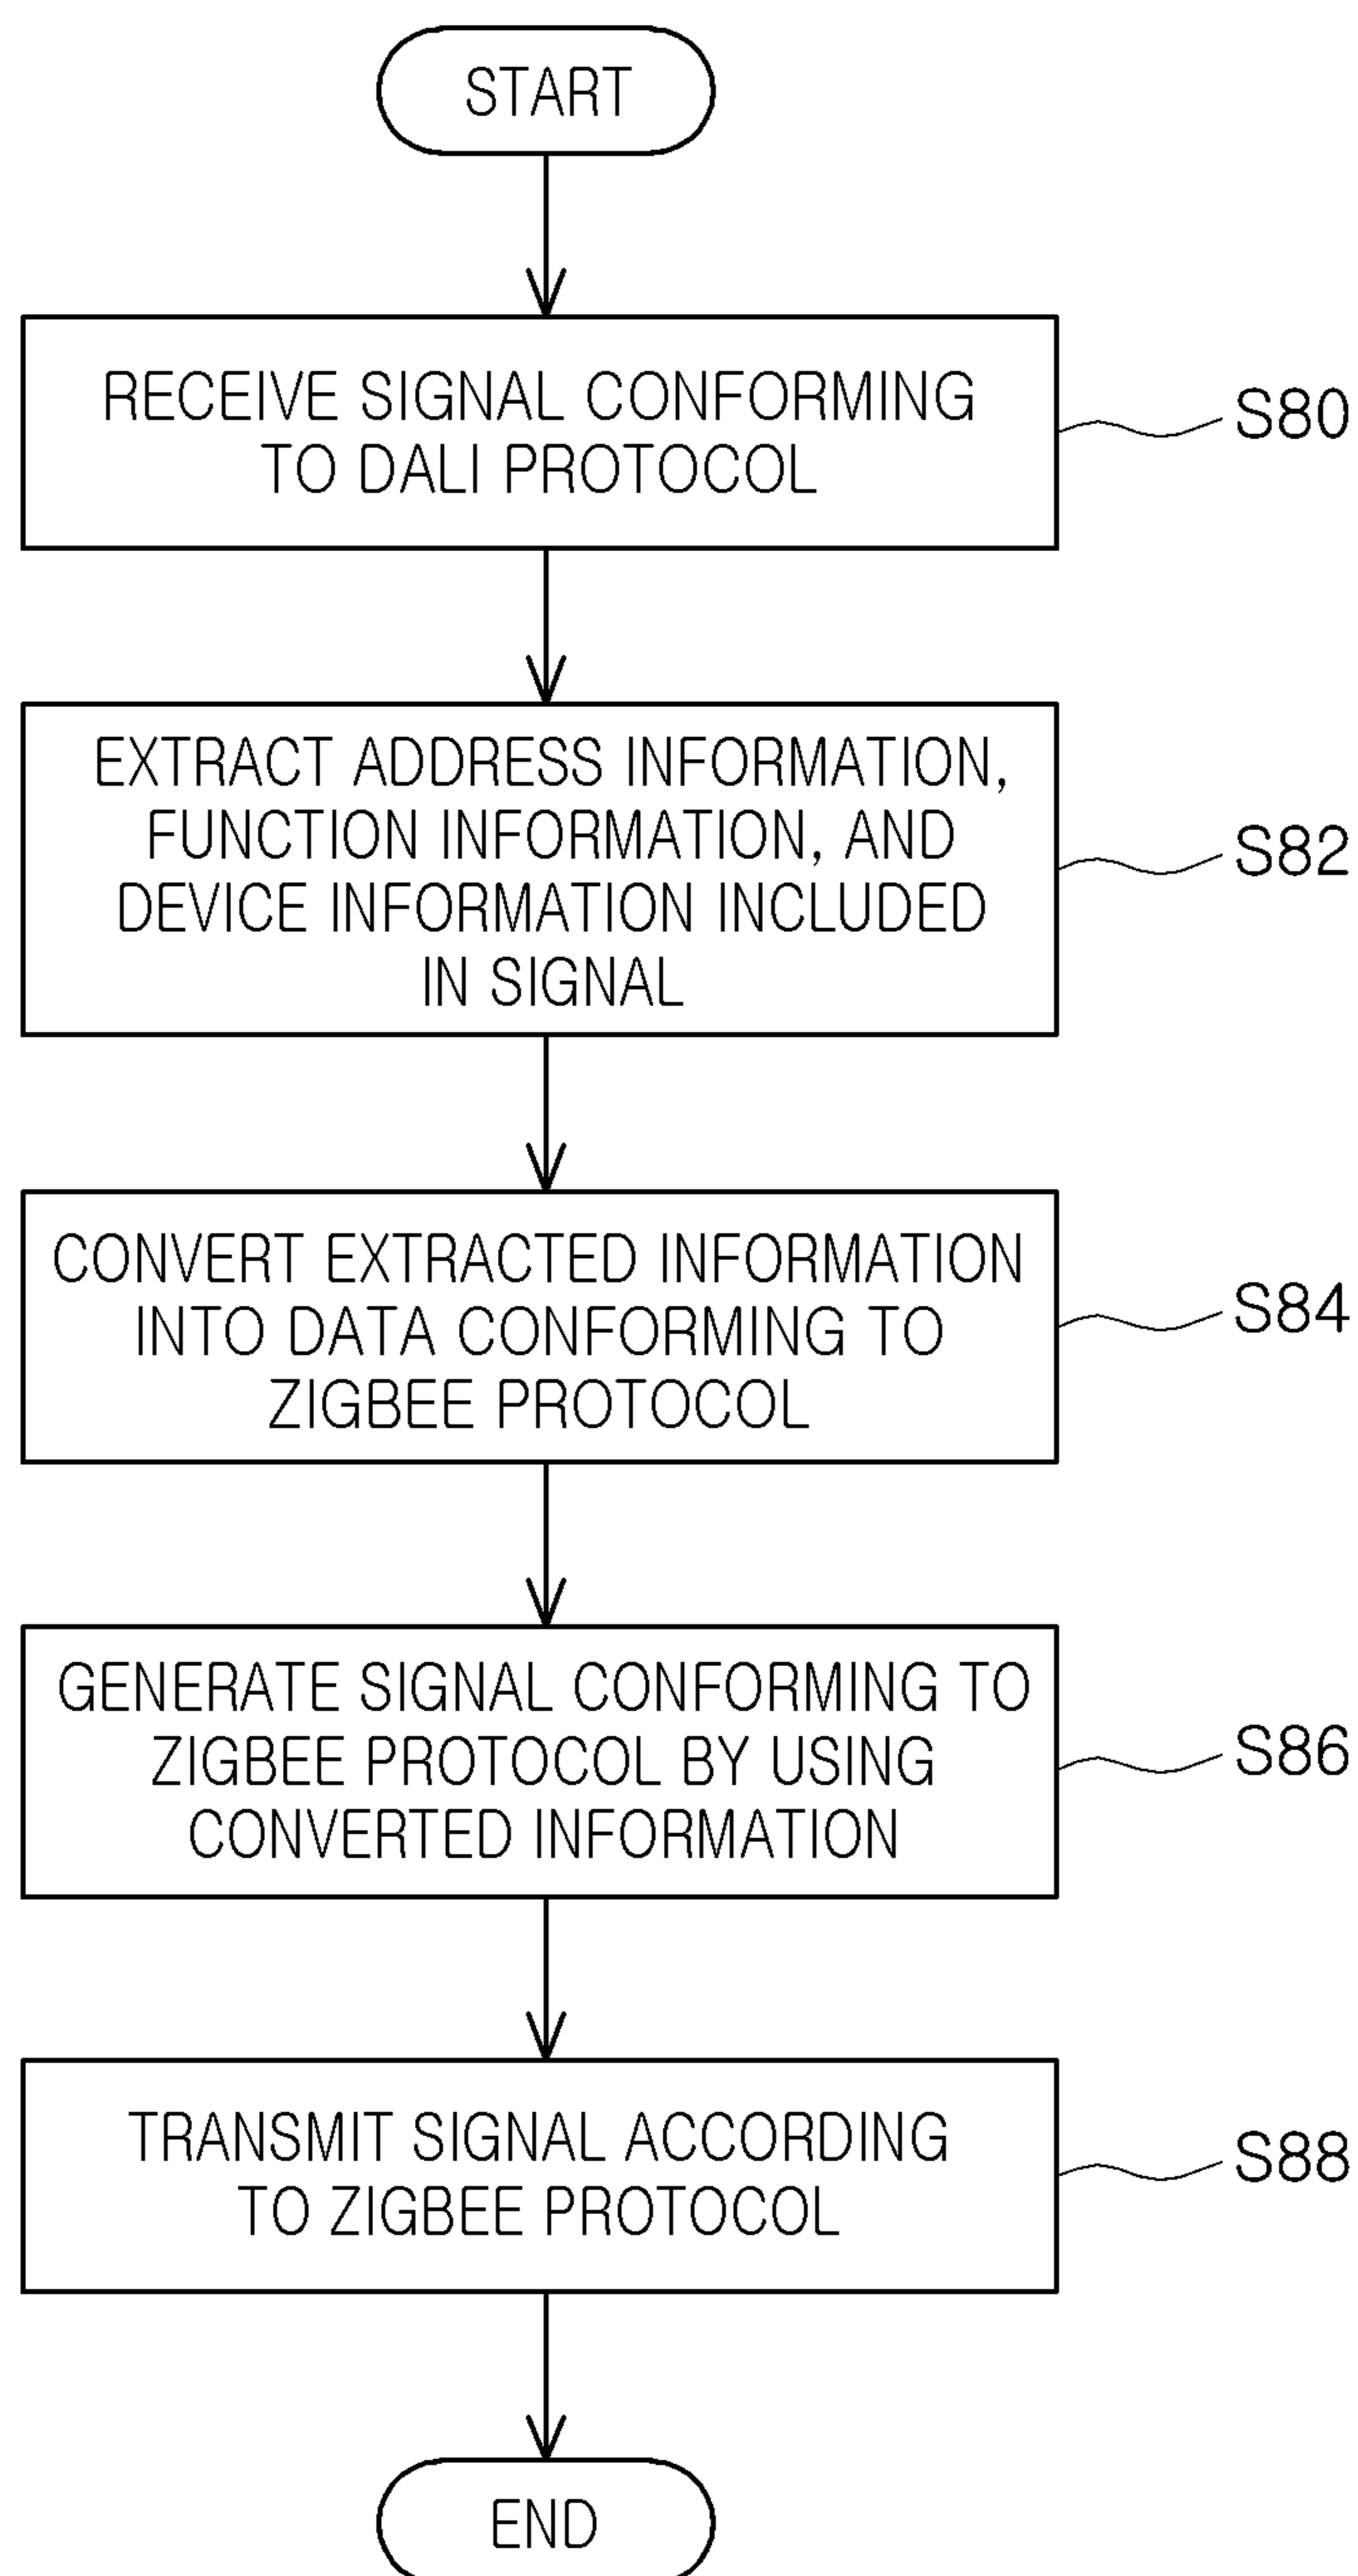 START
RECEIVE SIGNAL CONFORMING
TO DALI PROTOCOL
S80
EXTRACT ADDRESS INFORMATION,
FUNCTION INFORMATION, AND
DEVICE INFORMATION INCLUDED
IN SIGNAL
S82
CONVERT EXTRACTED INFORMATION
INTO DATA CONFORMING TO
ZIGBEE PROTOCOL
S84
GENERATE SIGNAL CONFORMING TO
ZIGBEE PROTOCOL BY USING
CONVERTED INFORMATION
S86
TRANSMIT SIGNAL ACCORDING
TO ZIGBEE PROTOCOL
S88
END